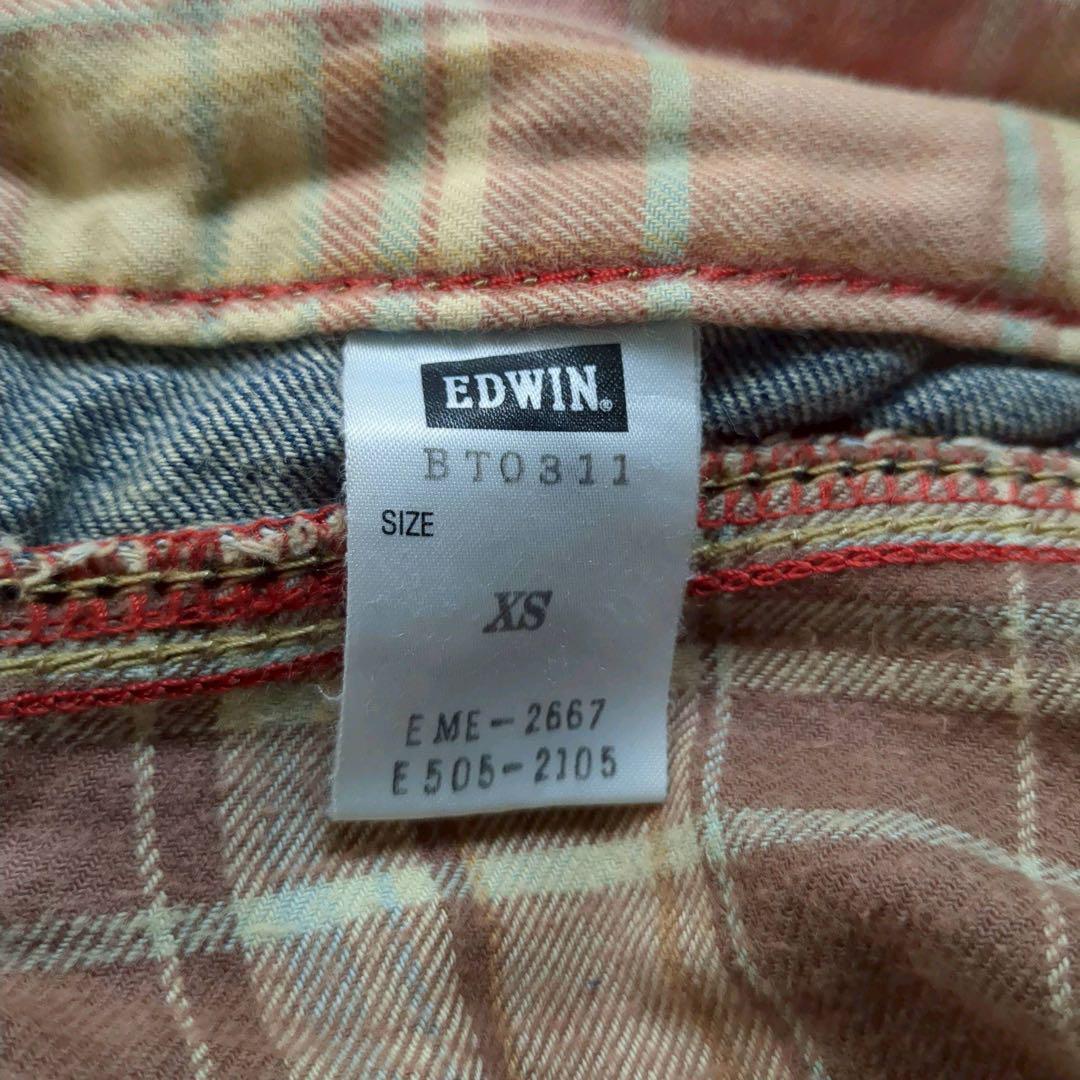 EDWIN®
BT0311
SIZE
XS
EME-2667
E505-2105